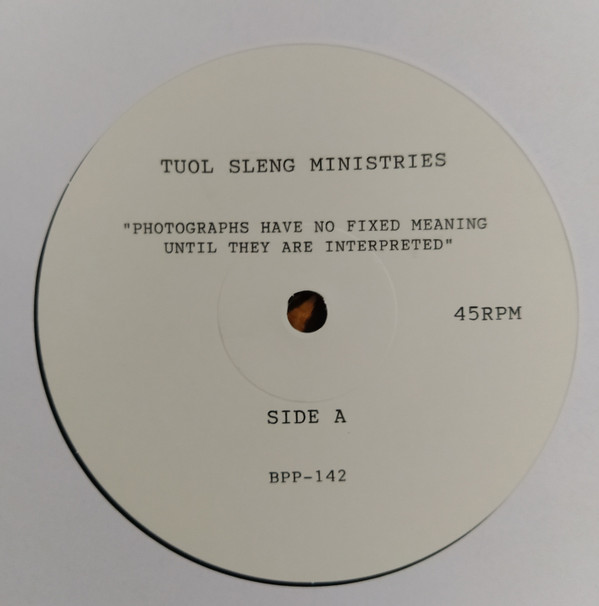 TUOL SLENG MINISTRIES
"PHOTOGRAPHS HAVE NO FIXED MEANING
UNTIL THEY ARE INTERPRETED"
45RPM
SIDE A
BPP-142